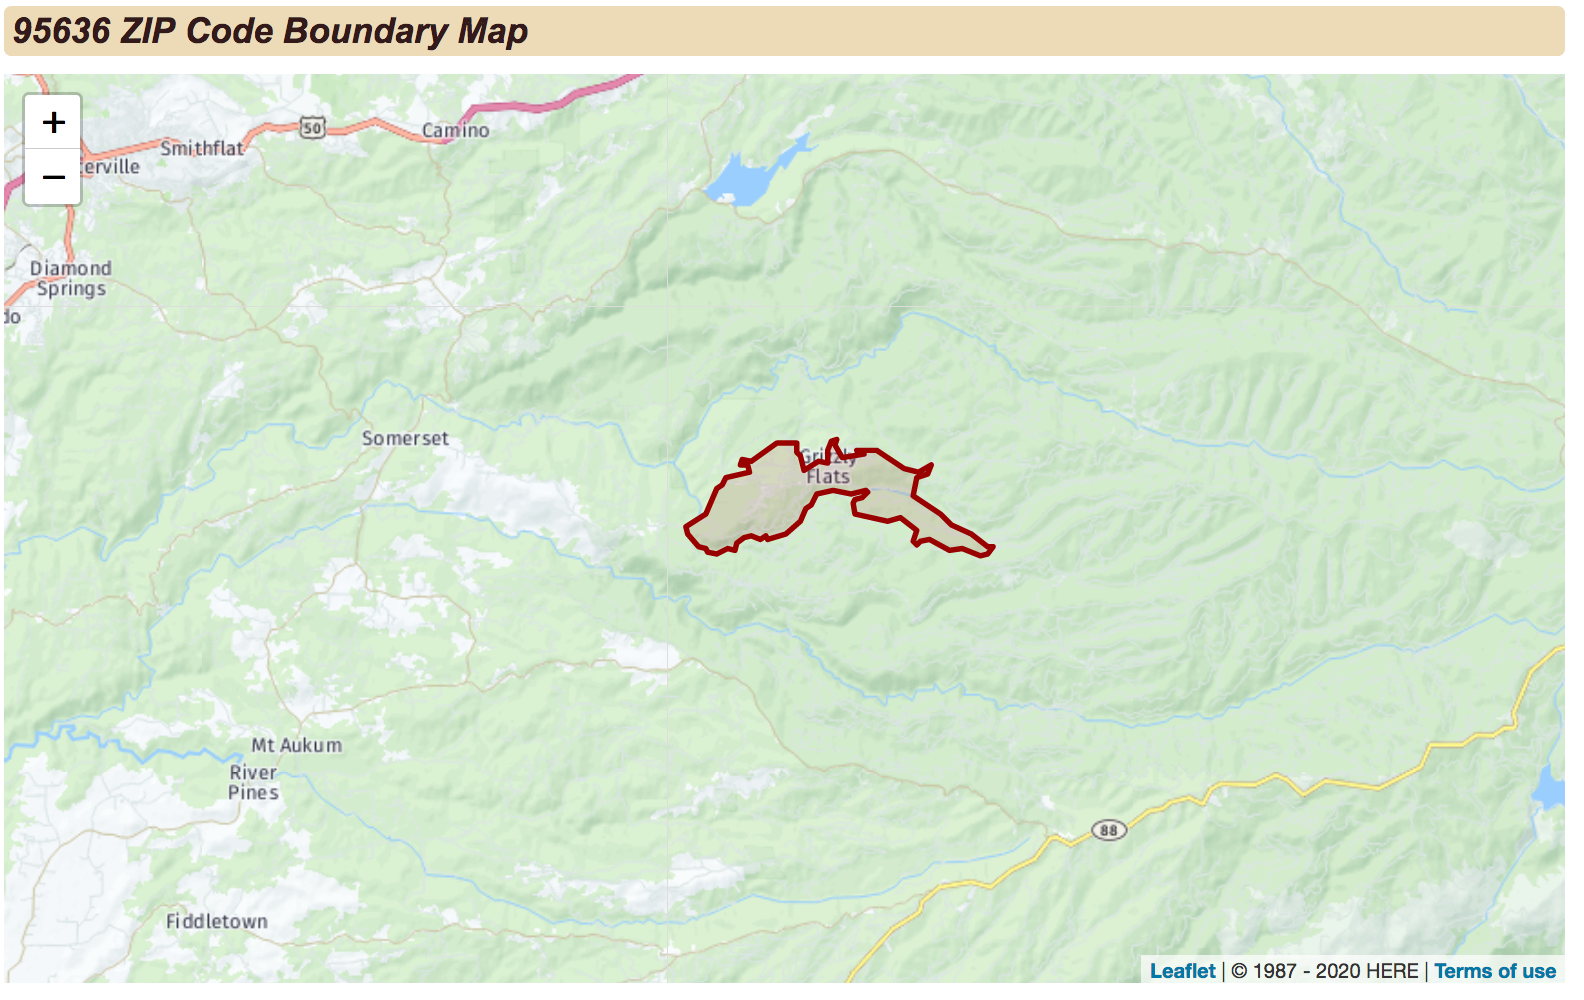 95636 ZIP Code Boundary Map
+
50
Camino
Smithflat
erville
−
Diamond
Springs
do
Somerset
Grizzly
Flats
Mt Aukum
River
Pines
88
Fiddletown
Leaflet | © 1987 - 2020 HERE | Terms of use